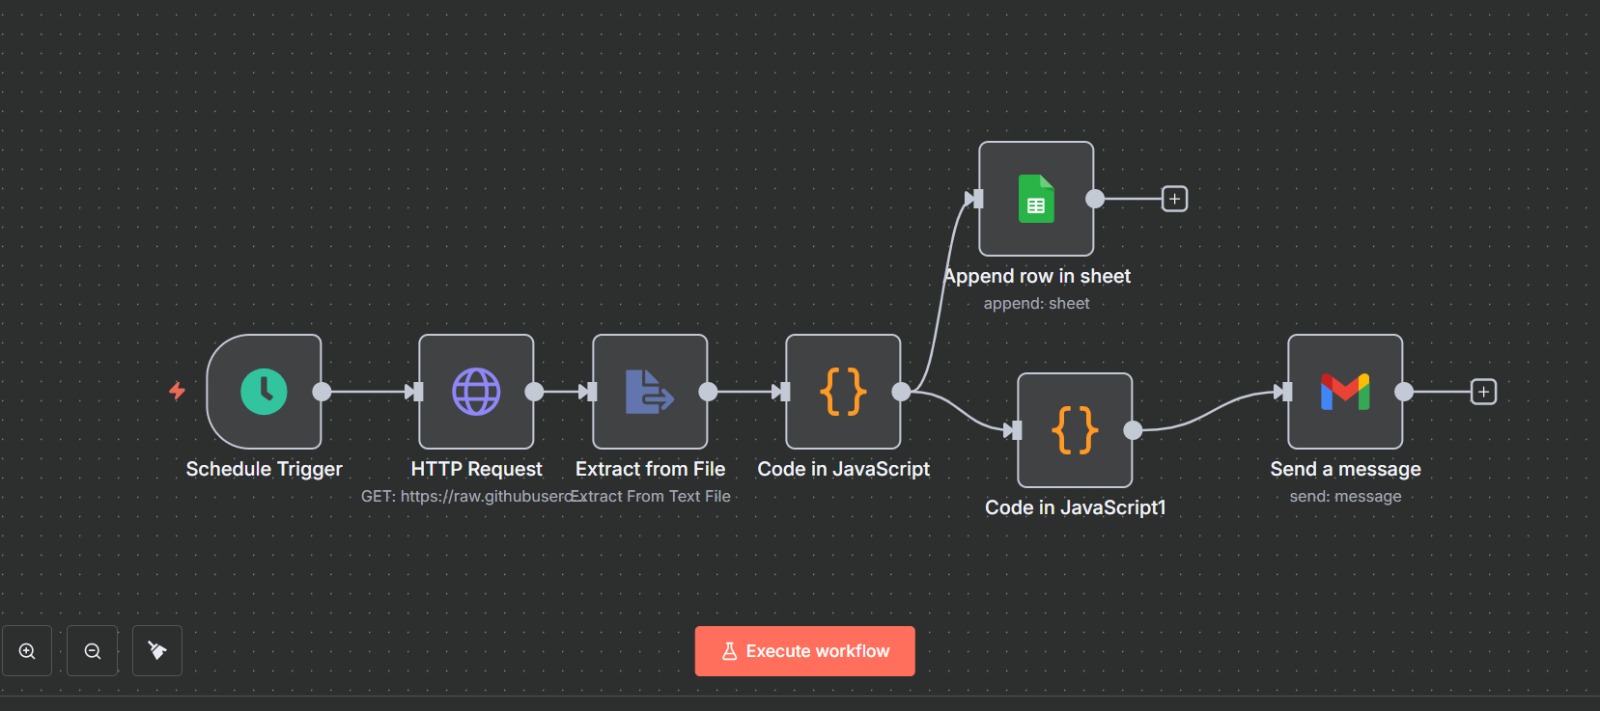 Append row in sheet
append: sheet
Schedule Trigger
HTTP Request
GET: https://raw.githubuserc...
Extract from File
Extract From Text File
Code in JavaScript
Code in JavaScript1
Send a message
send: message
Execute workflow